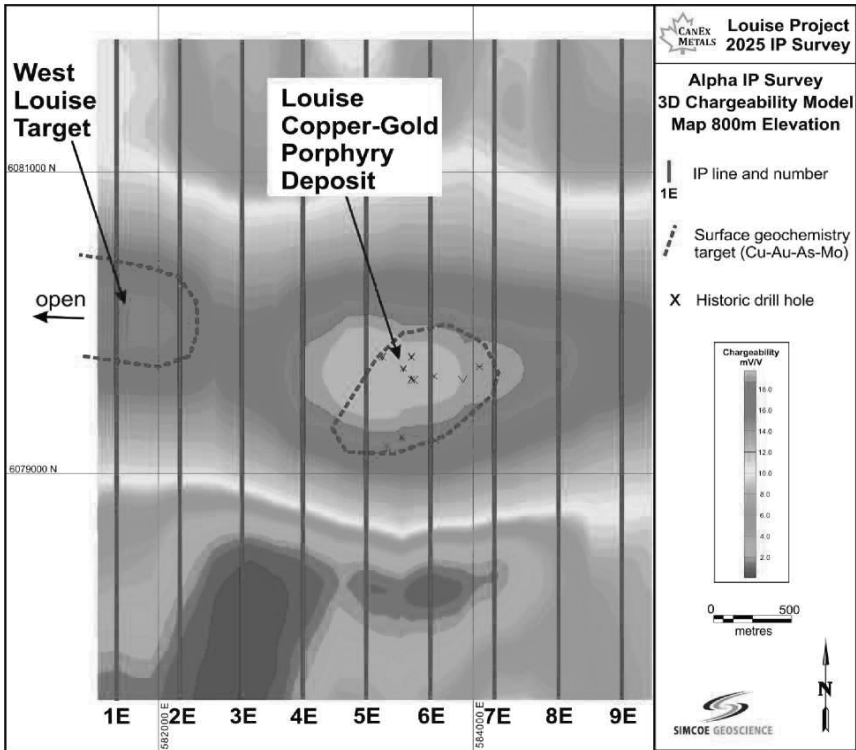 West
Louise
Target
Louise
Copper-Gold
Porphyry
Deposit
6081000 N
open
6079000 N
1E 2E 3E 4E 5E 6E 7E 8E 9E
582000 E
584000 E
CANEX
METALS
Louise Project
2025 IP Survey
Alpha IP Survey
3D Chargeability Model
Map 800m Elevation
1E
IP line and number
Surface geochemistry
target (Cu-Au-As-Mo)
X Historic drill hole
Chargeability
mV/V
18.0
16.0
14.0
12.0
10.0
8.0
6.0
4.0
2.0
0 500
metres
N
SIMCOE GEOSCIENCE